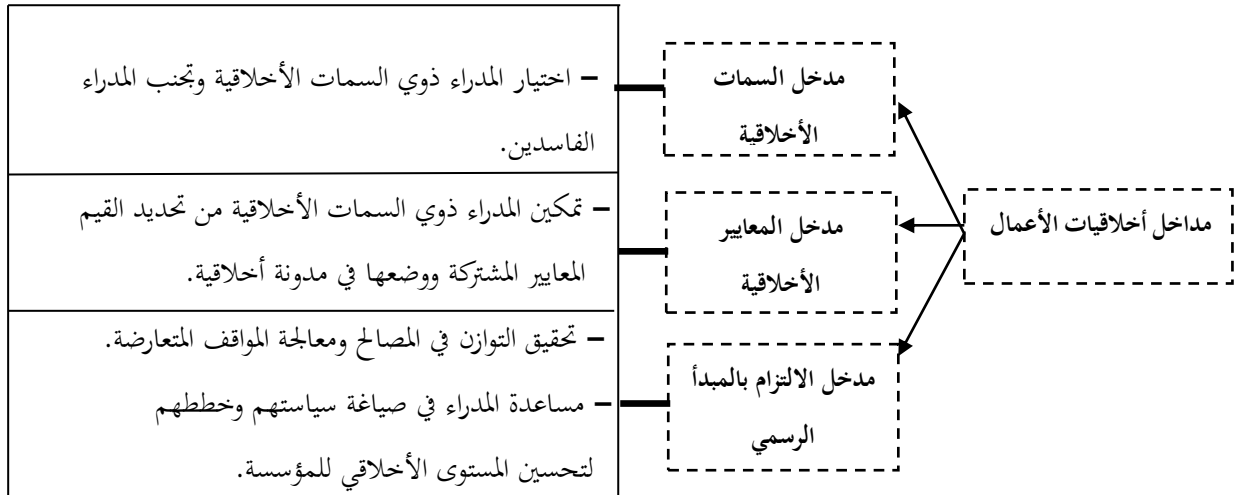 مداخل أخلاقيات الأعمال
مدخل السمات
الأخلاقية
– اختيار المدراء ذوي السمات الأخلاقية وتجنب المدراء
الفاسدين.
مدخل المعايير
الأخلاقية
– تمكين المدراء ذوي السمات الأخلاقية من تحديد القيم
المعايير المشتركة ووضعها في مدونة أخلاقية.
مدخل الالتزام بالمبدأ
الرسمي
– تحقيق التوازن في المصالح ومعالجة المواقف المتعارضة.
– مساعدة المدراء في صياغة سياستهم وخططهم
لتحسين المستوى الأخلاقي للمؤسسة.